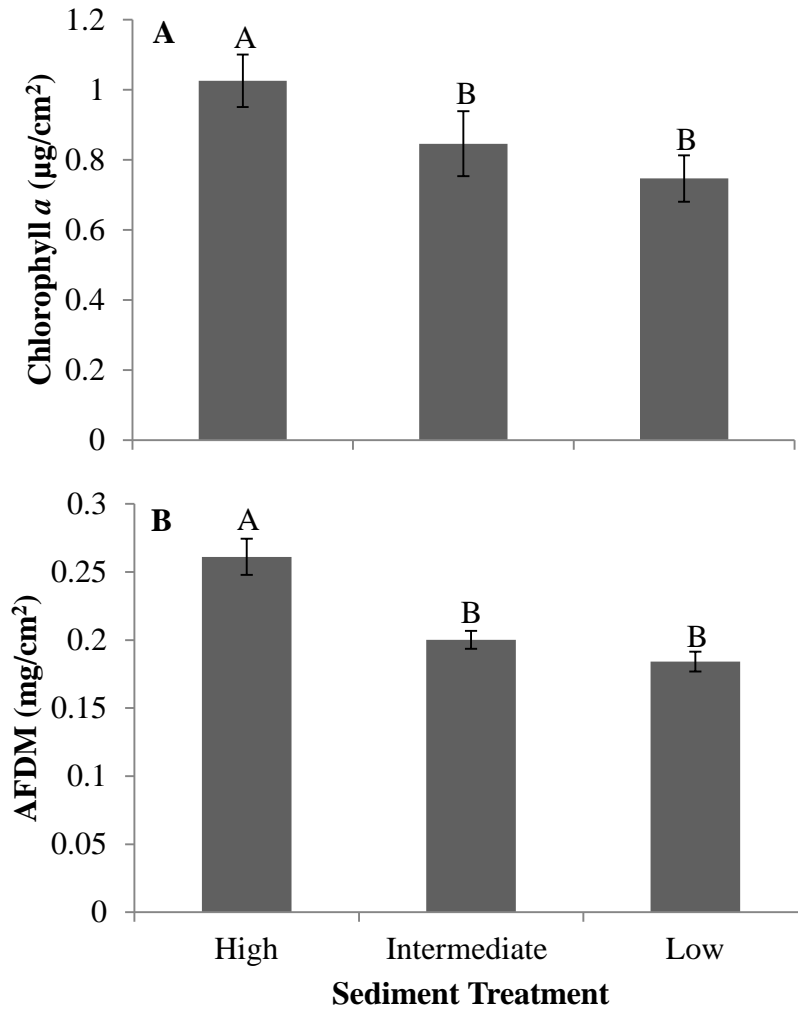 A
Chlorophyll a (µg/cm²)
1.2
1
0.8
0.6
0.4
0.2
0
A
B
B
B
AFDM (mg/cm²)
0.3
0.25
0.2
0.15
0.1
0.05
0
A
B
B
High Intermediate Low
Sediment Treatment